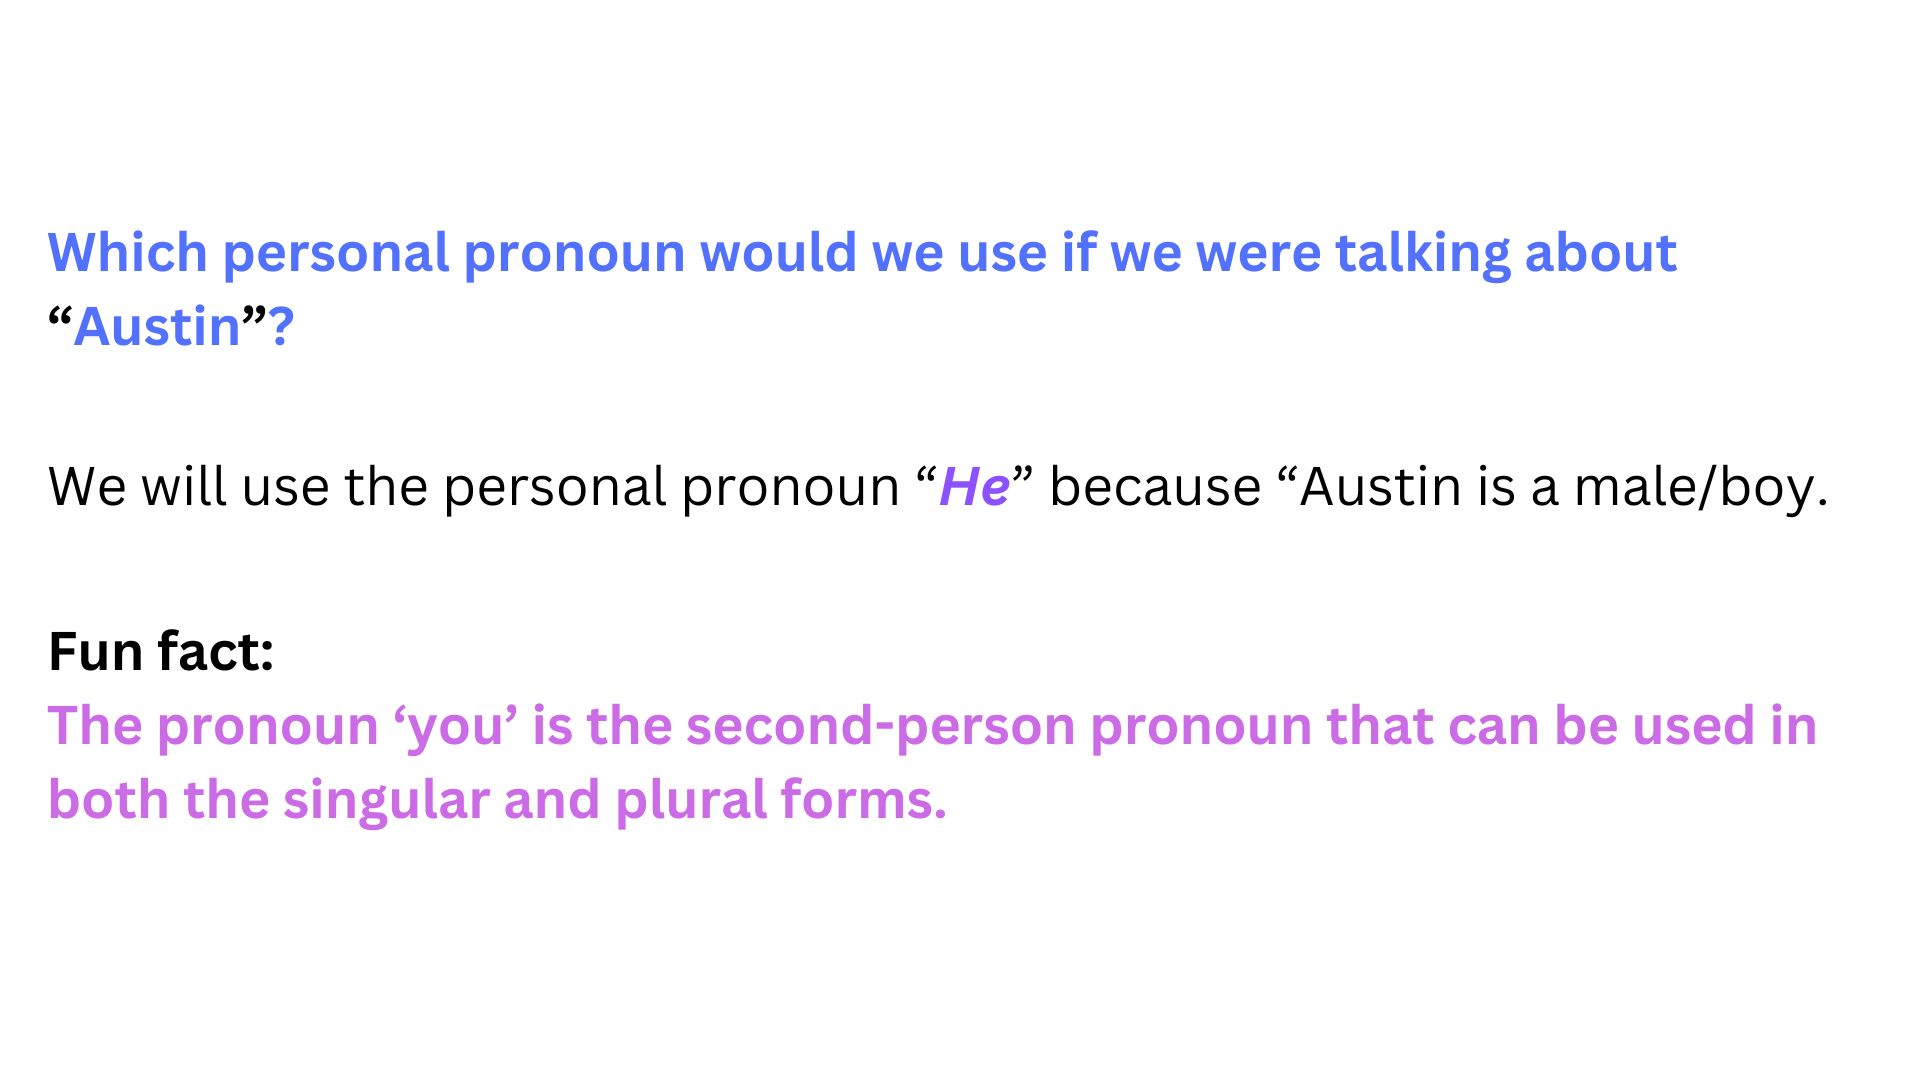 Which personal pronoun would we use if we were talking about
“Austin”?
We will use the personal pronoun “He” because “Austin is a male/boy.
Fun fact:
The pronoun ‘you’ is the second-person pronoun that can be used in
both the singular and plural forms.